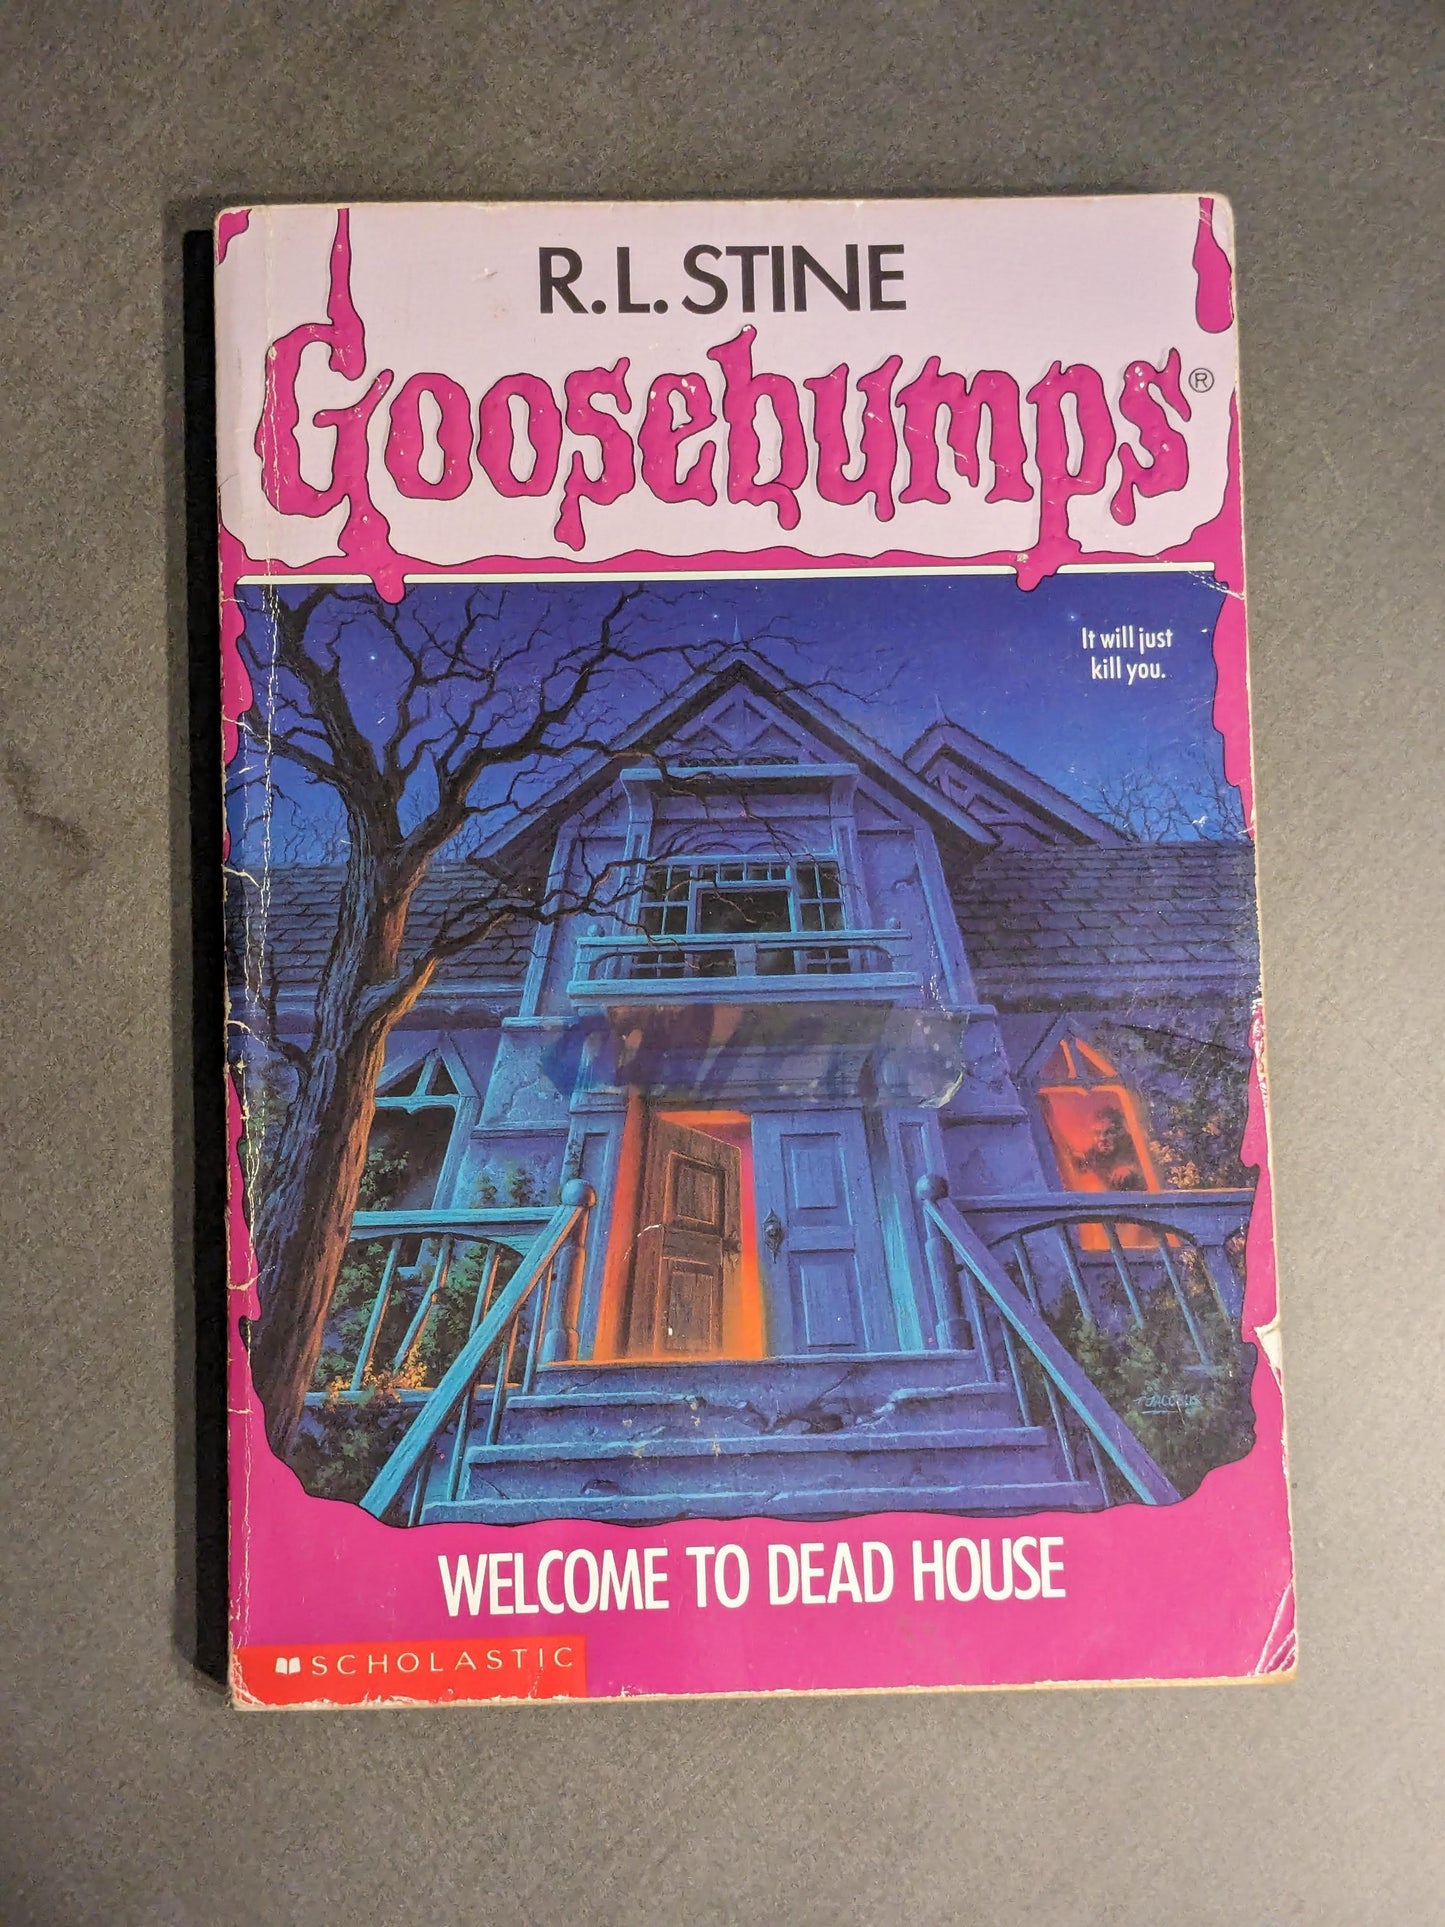 R.L. STINE
Goosebumps®
It will just
kill you.
WELCOME TO DEAD HOUSE
SCHOLASTIC